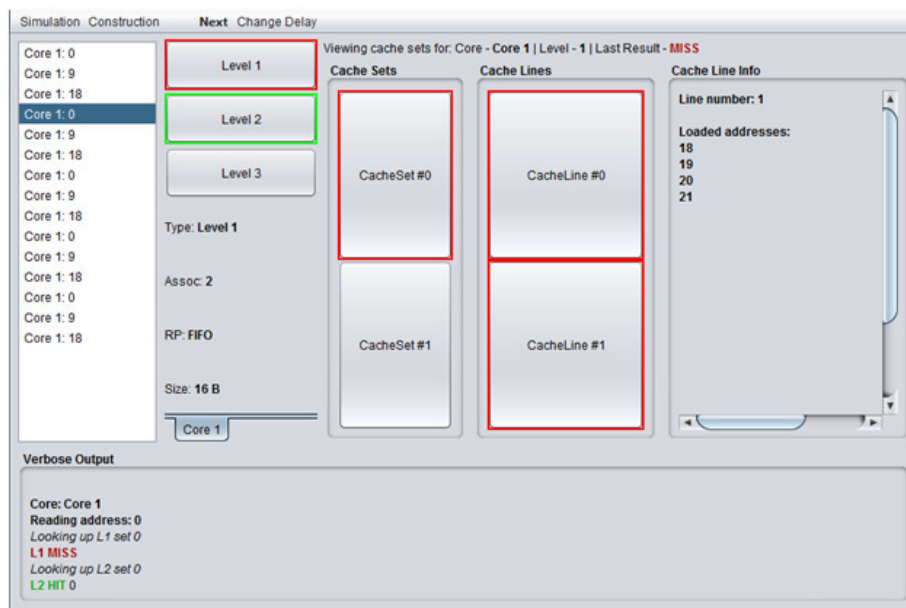 Simulation Construction Next Change Delay
Core 1: 0
Core 1: 9
Core 1: 18
Core 1: 0
Core 1: 9
Core 1: 18
Core 1: 0
Core 1: 9
Core 1: 18
Core 1: 0
Core 1: 9
Core 1: 18
Core 1: 0
Core 1: 9
Core 1: 18
Level 1
Level 2
Level 3
Type: Level 1
Assoc: 2
RP: FIFO
Size: 16 B
Core 1
Viewing cache sets for: Core - Core 1 | Level - 1 | Last Result - MISS
Cache Sets
CacheSet #0
CacheSet #1
Cache Lines
CacheLine #0
CacheLine #1
Cache Line Info
Line number: 1
Loaded addresses:
18
19
20
21
Verbose Output
Core: Core 1
Reading address: 0
Looking up L1 set 0
L1 MISS
Looking up L2 set 0
L2 HIT 0